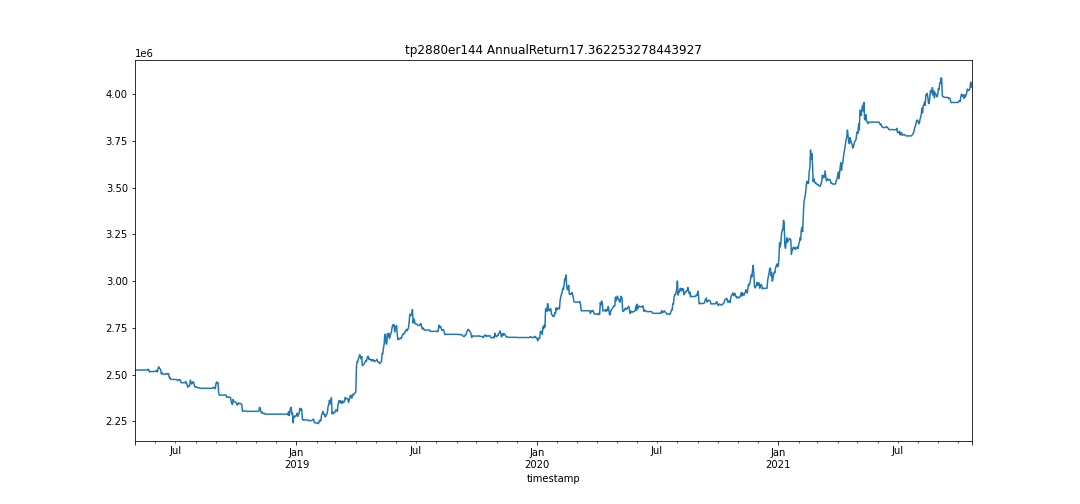 tp2880er144 AnnualReturn17.362253278443927
1e6
4.00
3.75
3.50
3.25
3.00
2.75
2.50
2.25
Jul Jan Jul Jan Jul Jan Jul
2019 2020 2021
timestamp